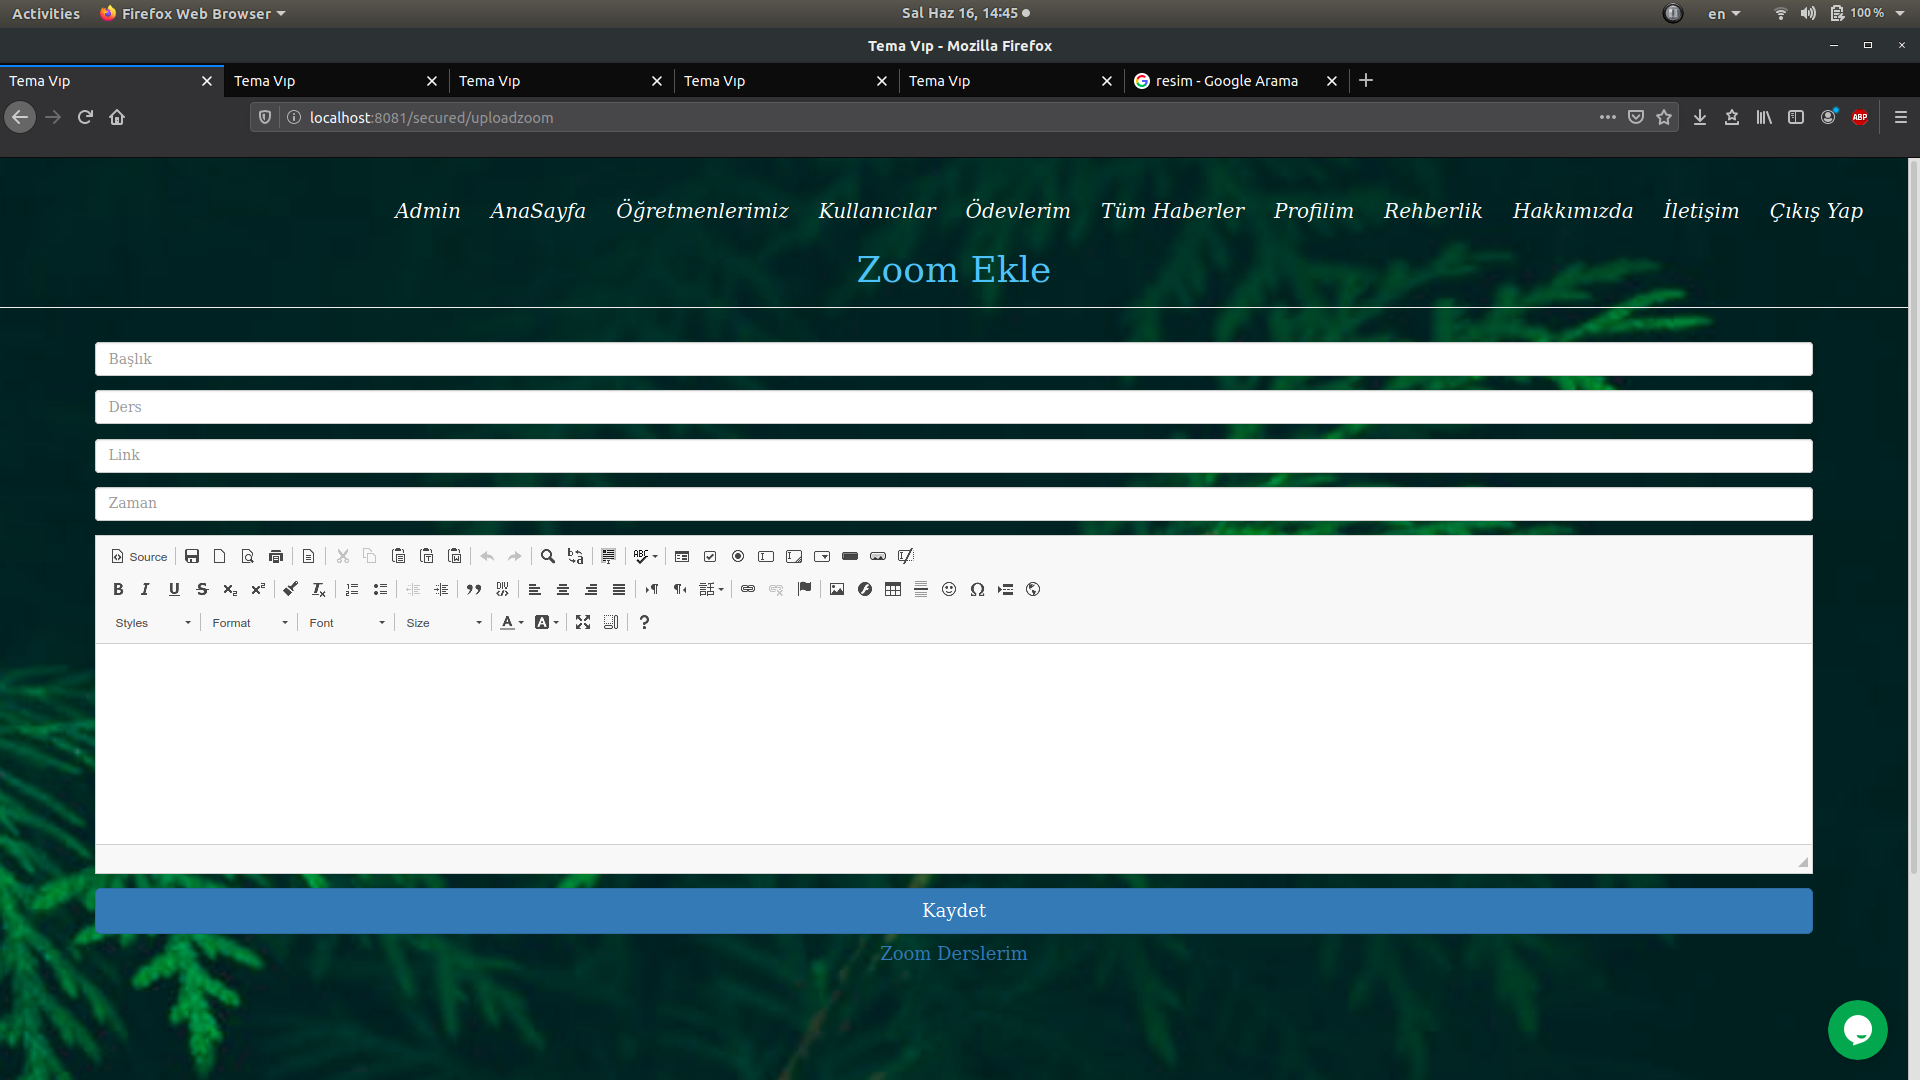 Activities Firefox Web Browser Sal Haz 16, 14:45 en 100 %
Tema Vıp - Mozilla Firefox
Tema Vıp Tema Vıp Tema Vıp Tema Vıp Tema Vıp resim - Google Arama
localhost:8081/secured/uploadzoom ABP
Admin AnaSayfa Öğretmenlerimiz Kullanıcılar Ödevlerim Tüm Haberler Profilim Rehberlik Hakkımızda İletişim Çıkış Yap
Zoom Ekle
Başlık
Ders
Link
Zaman
Source
Styles Format Font Size
Kaydet
Zoom Derslerim